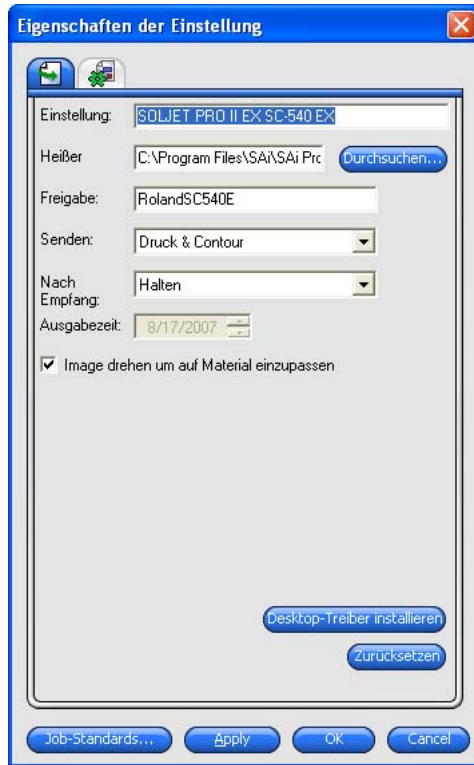 Eigenschaften der Einstellung
Einstellung: SOLJET PRO II EX SC-540 EX
Heißer C:\Program Files\SAi\SAi Prc Durchsuchen...
Freigabe: RolandSC540E
Senden: Druck & Contour
Nach Halten
Empfang:
Ausgabezeit: 8/17/2007
Image drehen um auf Material einzupassen
Desktop-Treiber installieren
Zurücksetzen
Job-Standards... Apply OK Cancel